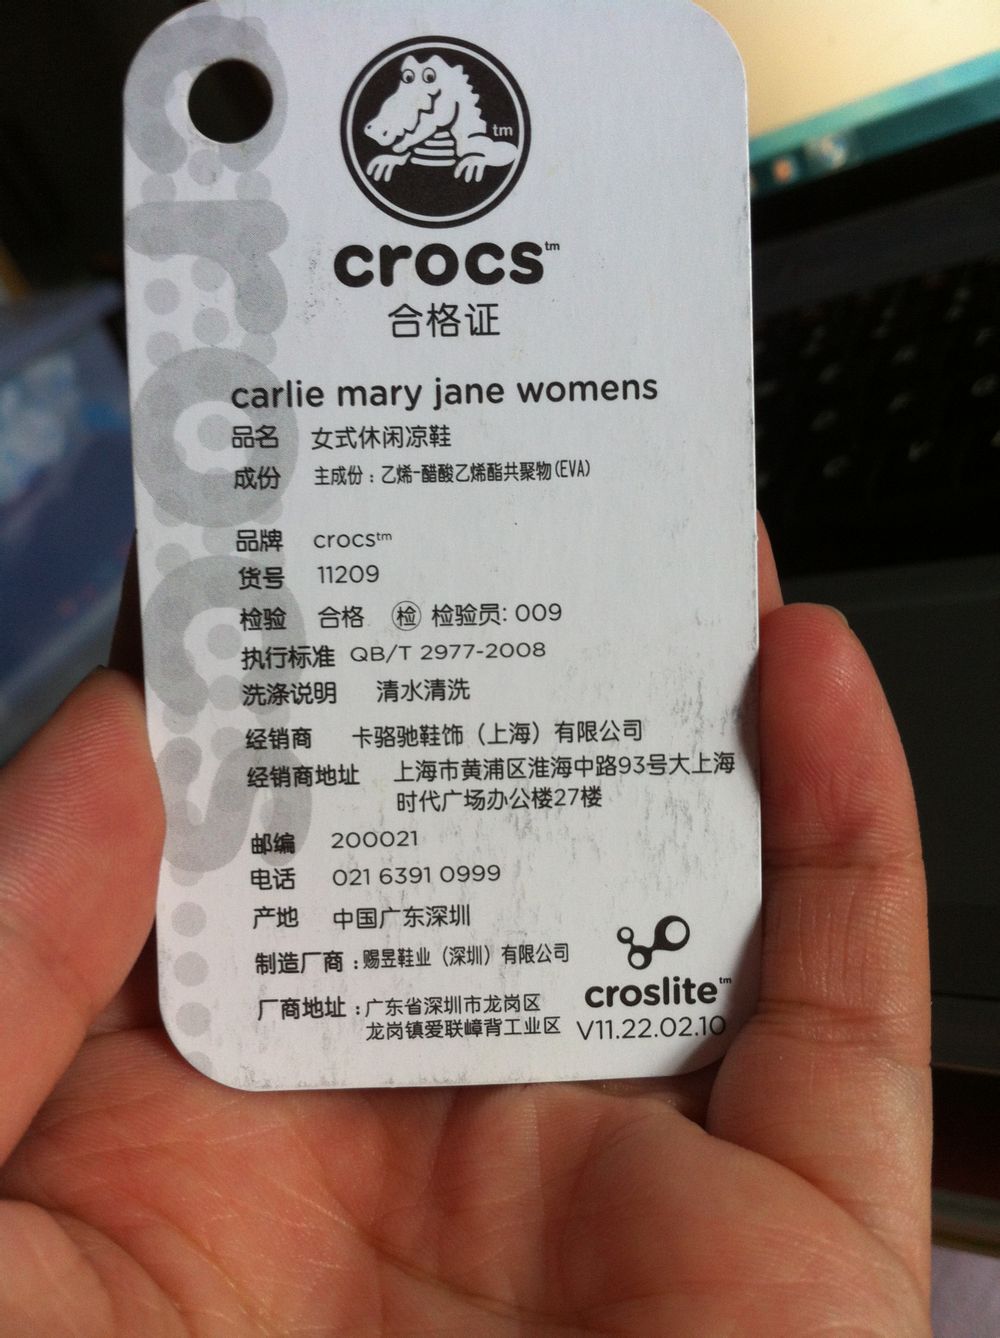 crocs
tm
crocs™
合格证
carlie mary jane womens
品名 女式休闲凉鞋
成份 主成份：乙烯-醋酸乙烯酯共聚物(EVA)
品牌 crocs™
货号 11209
检验 合格 検 检验员: 009
执行标准 QB/T 2977-2008
洗涤说明 清水清洗
经销商 卡骆驰鞋饰（上海）有限公司
经销商地址 上海市黄浦区淮海中路93号大上海
时代广场办公楼27楼
邮编 200021
电话 021 6391 0999
产地 中国广东深圳
制造厂商：赐昱鞋业（深圳）有限公司
厂商地址：广东省深圳市龙岗区
龙岗镇爱联嶂背工业区
croslite™
V11.22.02.10